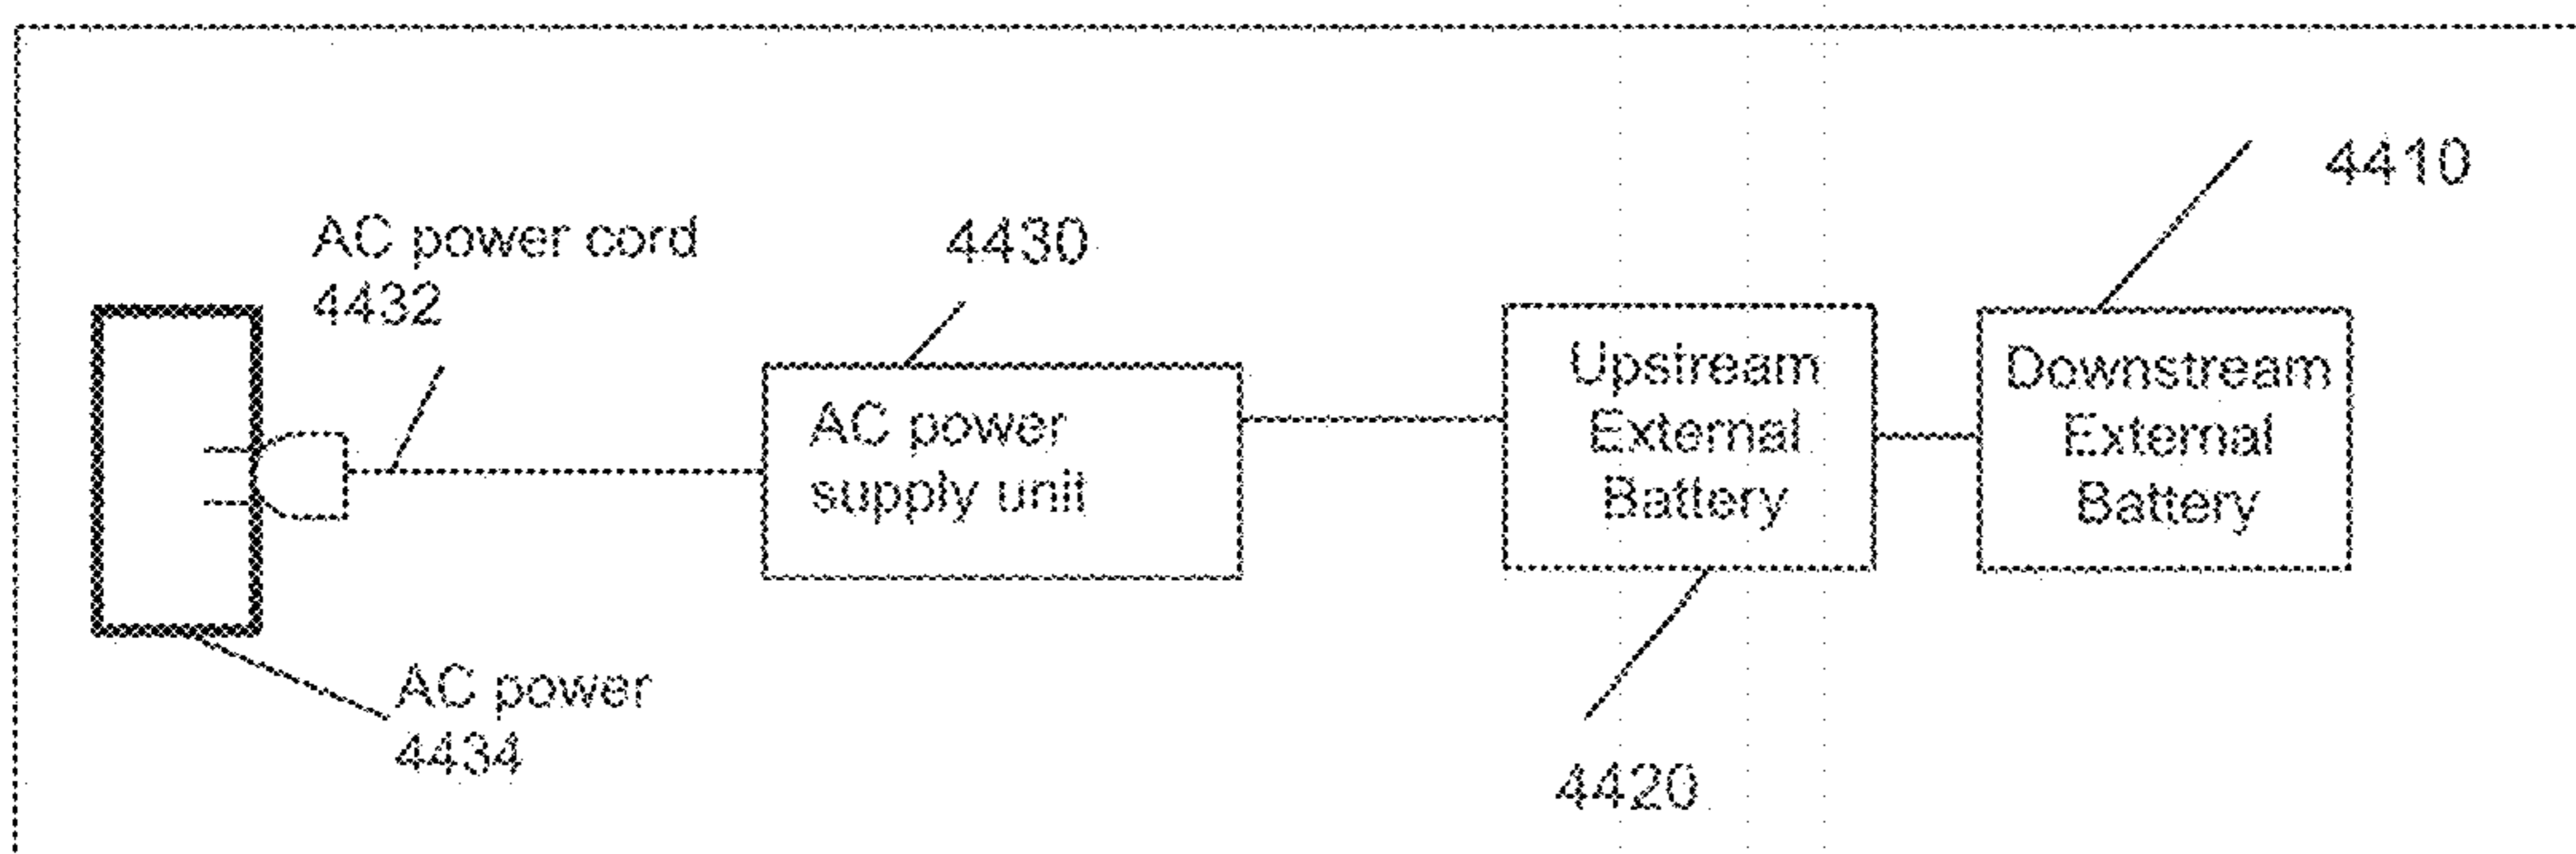 4410
AC power cord
4432
4430
AC power
supply unit
Upstream
External
Battery
Downstream
External
Battery
AC power
4434
4420